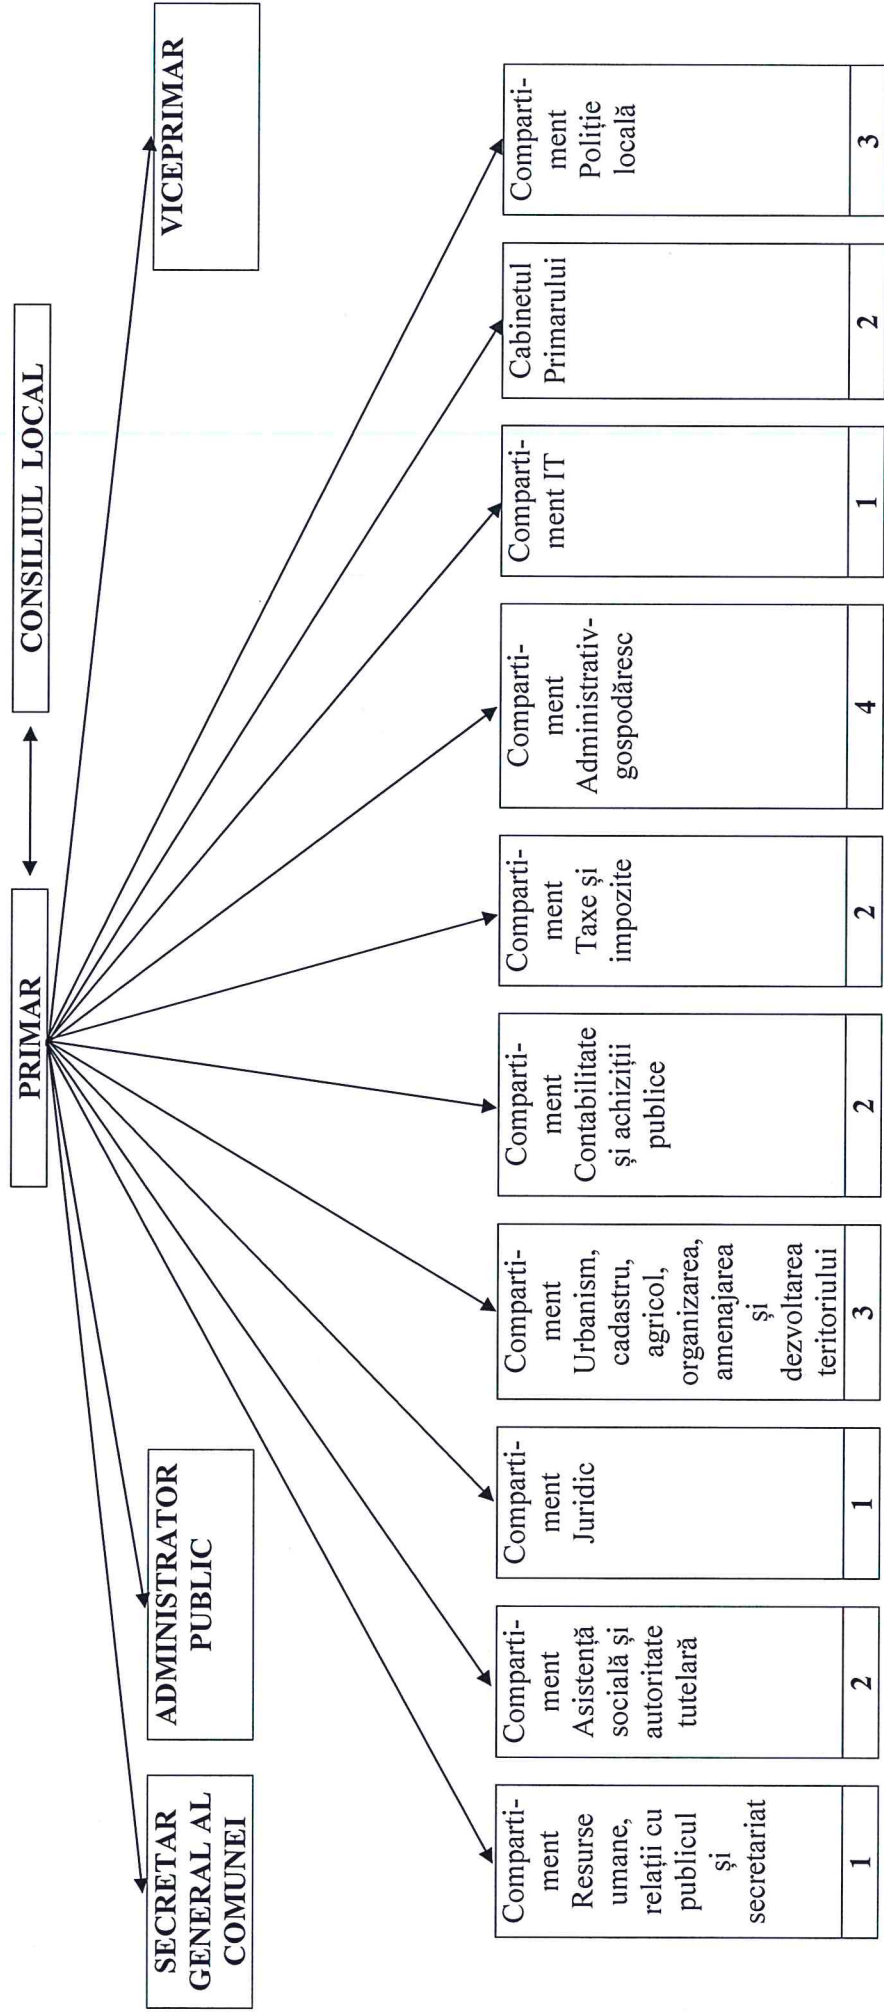 PRIMAR
CONSILIUL LOCAL
SECRETAR
GENERAL AL
COMUNEI
ADMINISTRATOR
PUBLIC
VICEPRIMAR
Comparti-
ment
Resurse
umane,
relații cu
publicul
și
secretariat
1
Comparti-
ment
Asistență
socială și
autoritate
tutelară
2
Comparti-
ment
Juridic
1
Comparti-
ment
Urbanism,
cadastru,
agricol,
organizarea,
amenajarea
și
dezvoltarea
teritoriului
3
Comparti-
ment
Contabilitate
și achiziții
publice
2
Comparti-
ment
Taxe și
impozite
2
Comparti-
ment
Administrativ-
gospodăresc
4
Comparti-
ment IT
1
Cabinetul
Primarului
2
Comparti-
ment
Poliție
locală
3